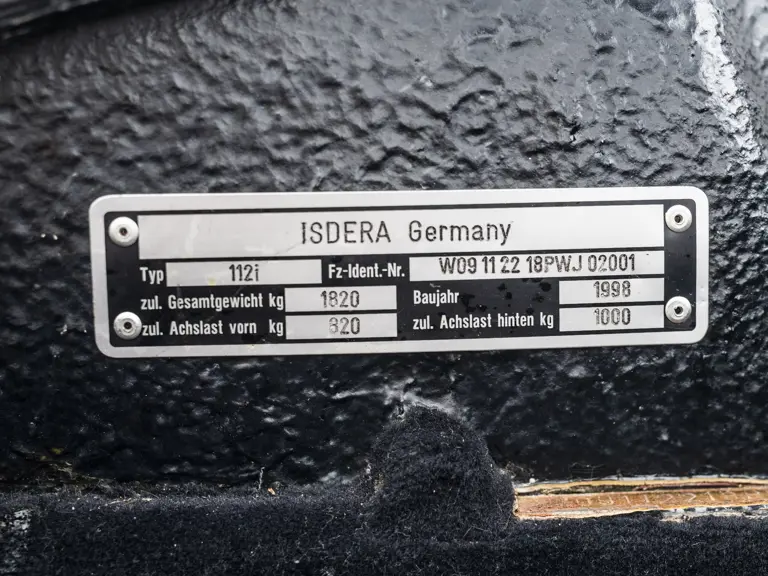 ISDERA Germany
Typ 112i Fz-Ident.-Nr. W09 11 22 18PWJ 02001
zul. Gesamtgewicht kg 1820 Baujahr 1998
zul. Achslast vorn kg 820 zul. Achslast hinten kg 1000